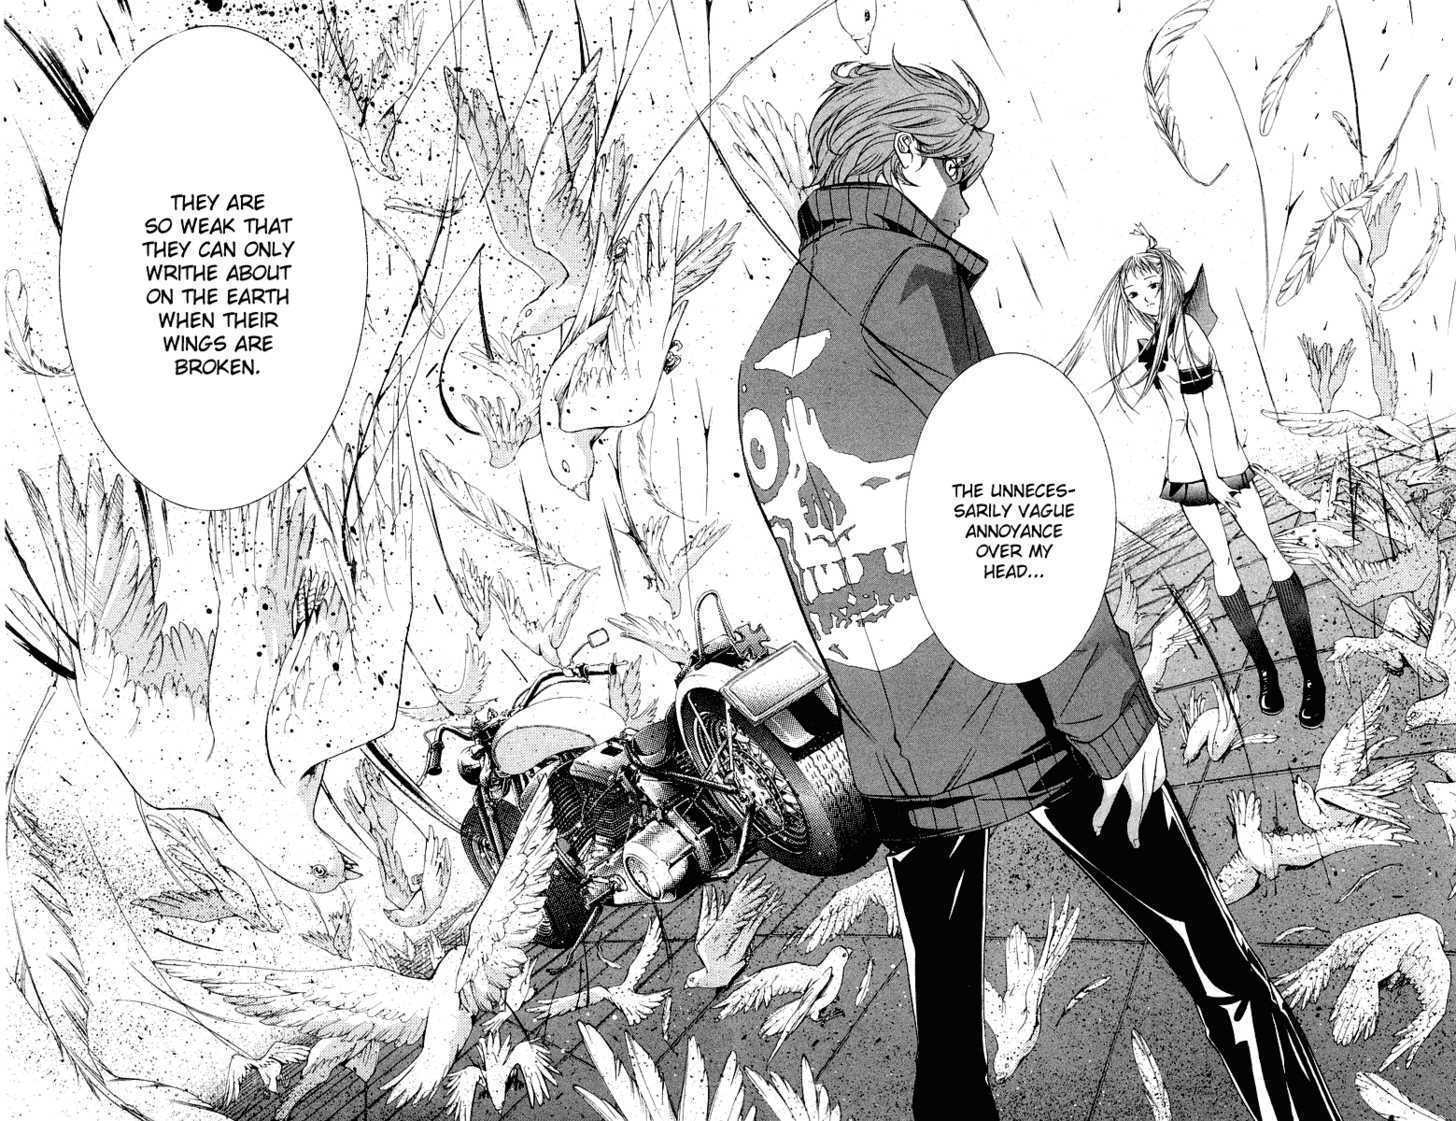 THE UNNECES-
SARILY VAGUE
ANNOYANCE
OVER MY
HEAD...
THEY ARE
SO WEAK THAT
THEY CAN ONLY
WRITHE ABOUT
ON THE EARTH
WHEN THEIR
WINGS ARE
BROKEN.